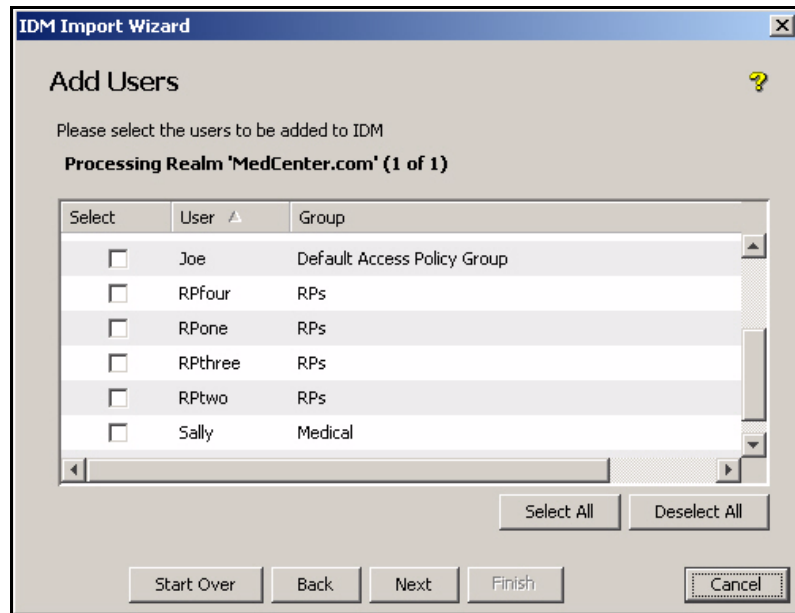 IDM Import Wizard
Add Users
Please select the users to be added to IDM
Processing Realm 'MedCenter.com' (1 of 1)
Select User Group
Joe Default Access Policy Group
RPfour RPs
RPone RPs
RPthree RPs
RPtwo RPs
Sally Medical
Select All Deselect All
Start Over Back Next Finish Cancel